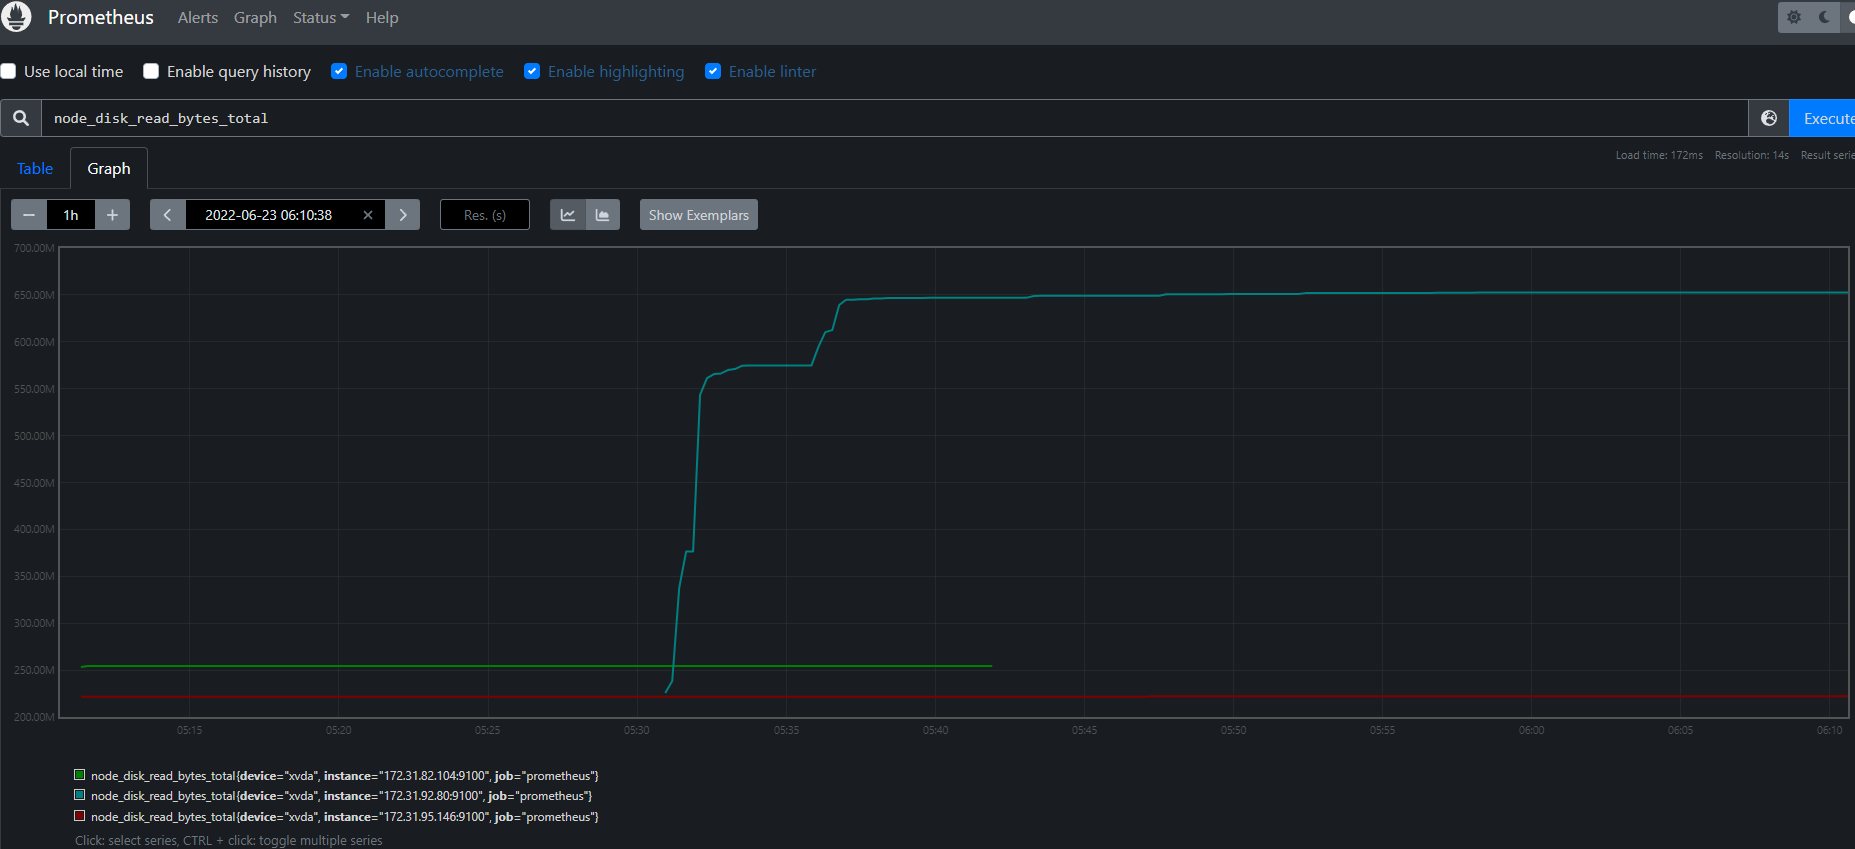 Prometheus Alerts Graph Status Help
Use local time Enable query history Enable autocomplete Enable highlighting Enable linter
node_disk_read_bytes_total Execute
Table Graph
Load time: 172ms Resolution: 14s Result serie
1h 2022-06-23 06:10:38 Res. (s) Show Exemplars
700.00M
650.00M
600.00M
550.00M
500.00M
450.00M
400.00M
350.00M
300.00M
250.00M
200.00M
05:15 05:20 05:25 05:30 05:35 05:40 05:45 05:50 05:55 06:00 06:05 06:10
node_disk_read_bytes_total{device="xvda", instance="172.31.82.104:9100", job="prometheus"}
node_disk_read_bytes_total{device="xvda", instance="172.31.92.80:9100", job="prometheus"}
node_disk_read_bytes_total{device="xvda", instance="172.31.95.146:9100", job="prometheus"}
Click: select series, CTRL + click: toggle multiple series